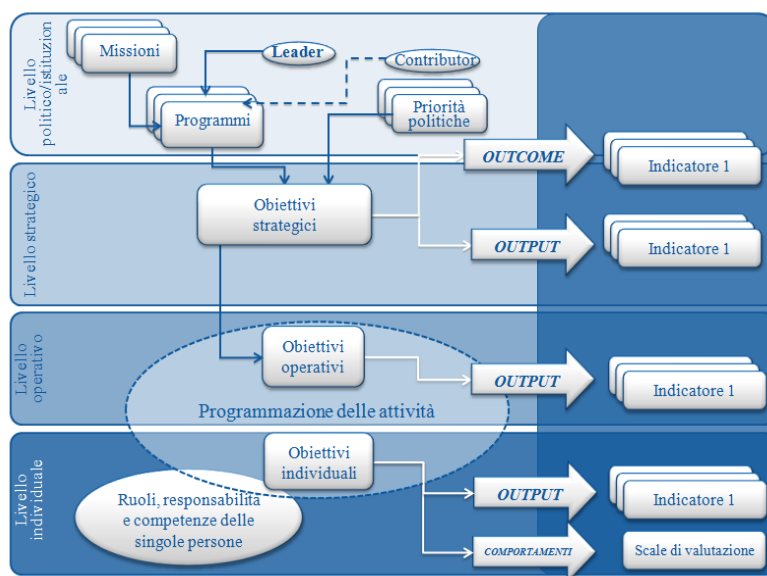 Livello
politico/istituzion
ale
Missioni
Leader
Contributor
Programmi
Priorità
politiche
OUTCOME
Indicatore 1
Livello strategico
Obiettivi
strategici
OUTPUT
Indicatore 1
Livello
operativo
Obiettivi
operativi
OUTPUT
Indicatore 1
Programmazione delle attività
Livello
individuale
Obiettivi
individuali
Ruoli, responsabilità
e competenze delle
singole persone
OUTPUT
Indicatore 1
COMPORTAMENTI
Scale di valutazione